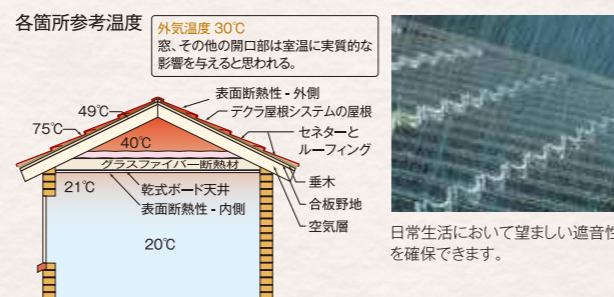 各箇所参考温度
外気温度 30℃
窓、その他の開口部は室温に実質的な
影響を与えると思われる。
表面断熱性 - 外側
49℃
デクラ屋根システムの屋根
75℃
セネターと
ルーフィング
40℃
グラスファイバー断熱材
21℃
乾式ボード天井
表面断熱性 - 内側
垂木
合板野地
空気層
20℃
日常生活において望ましい遮音性
を確保できます。